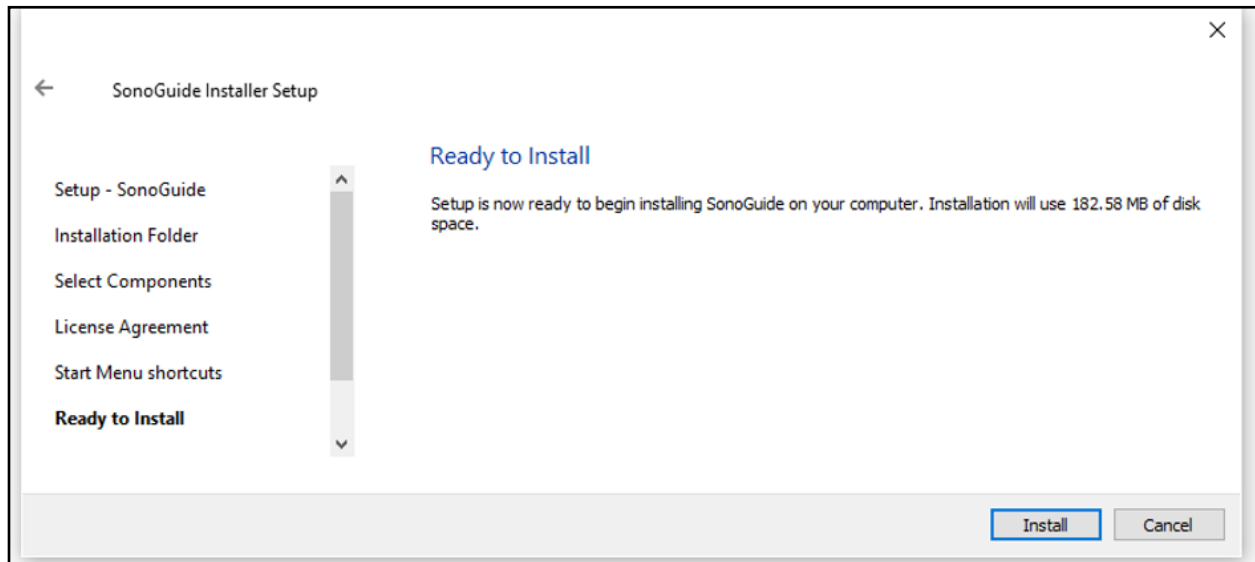 SonoGuide Installer Setup
Setup - SonoGuide
Installation Folder
Select Components
License Agreement
Start Menu shortcuts
Ready to Install
Ready to Install
Setup is now ready to begin installing SonoGuide on your computer. Installation will use 182.58 MB of disk
space.
Install
Cancel